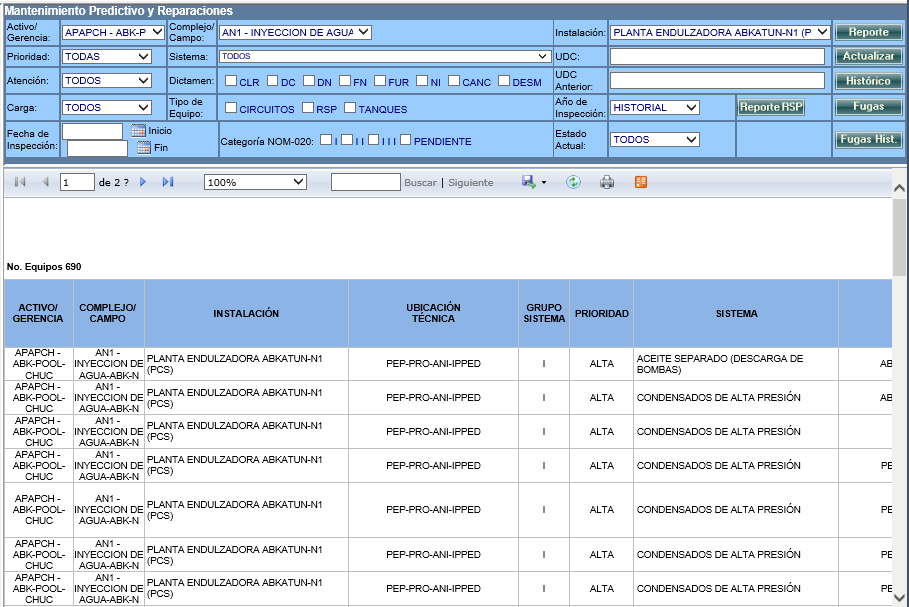 Mantenimiento Predictivo y Reparaciones
Activo/
Gerencia:
APAPCH - ABK-P
Complejo/
Campo:
AN1 - INYECCION DE AGUA
Instalación:
PLANTA ENDULZADORA ABKATUN-N1 (P
Reporte
Prioridad:
TODAS
Sistema:
TODOS
UDC:
Actualizar
Atención:
TODOS
Dictamen:
CLR DC DN FN FUR NI CANC DESM
UDC
Anterior:
Histórico
Carga:
TODOS
Tipo de
Equipo:
CIRCUITOS RSP TANQUES
Año de
Inspección:
HISTORIAL
Reporte RSP
Fugas
Fecha de
Inspección:
Inicio
Fin
Categoría NOM-020: I I I I I I PENDIENTE
Estado
Actual:
TODOS
Fugas Hist.
1 de 2 ? 100% Buscar | Siguiente
No. Equipos 690
ACTIVO/
GERENCIA
COMPLEJO/
CAMPO
INSTALACIÓN
UBICACIÓN
TÉCNICA
GRUPO
SISTEMA
PRIORIDAD
SISTEMA
APAPCH -
ABK-POOL-
CHUC
AN1 -
INYECCION DE
AGUA-ABK-N
PLANTA ENDULZADORA ABKATUN-N1
(PCS)
PEP-PRO-ANI-IPPED
I
ALTA
ACEITE SEPARADO (DESCARGA DE
BOMBAS)
AB
APAPCH -
ABK-POOL-
CHUC
AN1 -
INYECCION DE
AGUA-ABK-N
PLANTA ENDULZADORA ABKATUN-N1
(PCS)
PEP-PRO-ANI-IPPED
I
ALTA
CONDENSADOS DE ALTA PRESIÓN
AB
APAPCH -
ABK-POOL-
CHUC
AN1 -
INYECCION DE
AGUA-ABK-N
PLANTA ENDULZADORA ABKATUN-N1
(PCS)
PEP-PRO-ANI-IPPED
I
ALTA
CONDENSADOS DE ALTA PRESIÓN
APAPCH -
ABK-POOL-
CHUC
AN1 -
INYECCION DE
AGUA-ABK-N
PLANTA ENDULZADORA ABKATUN-N1
(PCS)
PEP-PRO-ANI-IPPED
I
ALTA
CONDENSADOS DE ALTA PRESIÓN
PE
APAPCH -
ABK-POOL-
CHUC
AN1 -
INYECCION DE
AGUA-ABK-N
PLANTA ENDULZADORA ABKATUN-N1
(PCS)
PEP-PRO-ANI-IPPED
I
ALTA
CONDENSADOS DE ALTA PRESIÓN
PE
APAPCH -
ABK-POOL-
CHUC
AN1 -
INYECCION DE
AGUA-ABK-N
PLANTA ENDULZADORA ABKATUN-N1
(PCS)
PEP-PRO-ANI-IPPED
I
ALTA
CONDENSADOS DE ALTA PRESIÓN
PE
APAPCH -
ABK-POOL-
CHUC
AN1 -
INYECCION DE
AGUA-ABK-N
PLANTA ENDULZADORA ABKATUN-N1
(PCS)
PEP-PRO-ANI-IPPED
I
ALTA
CONDENSADOS DE ALTA PRESIÓN
PE